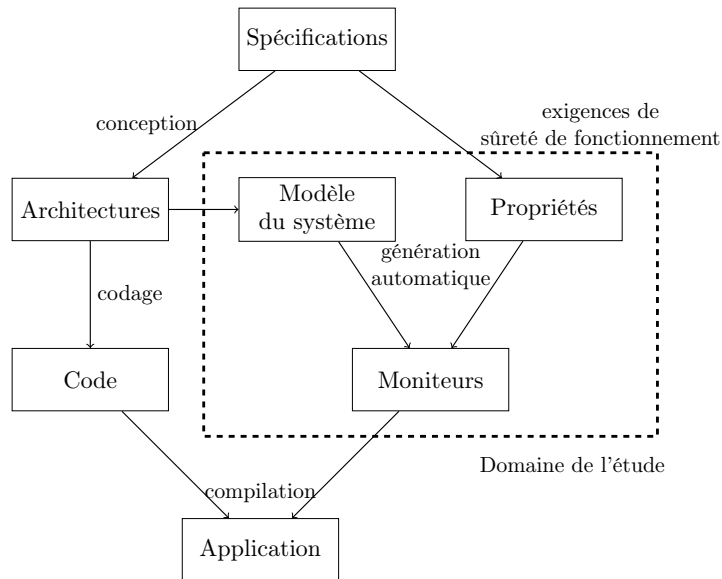 Spécifications
conception
exigences de
sûreté de fonctionnement
Architectures
Modèle
du système
Propriétés
génération
automatique
codage
Code
Moniteurs
Domaine de l'étude
compilation
Application